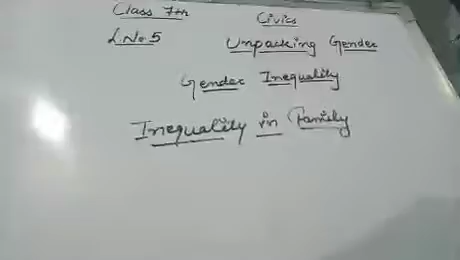 Class 7th Civics
L.No 5 Unpacking Gender
Gender Inequality
Inequality in Family